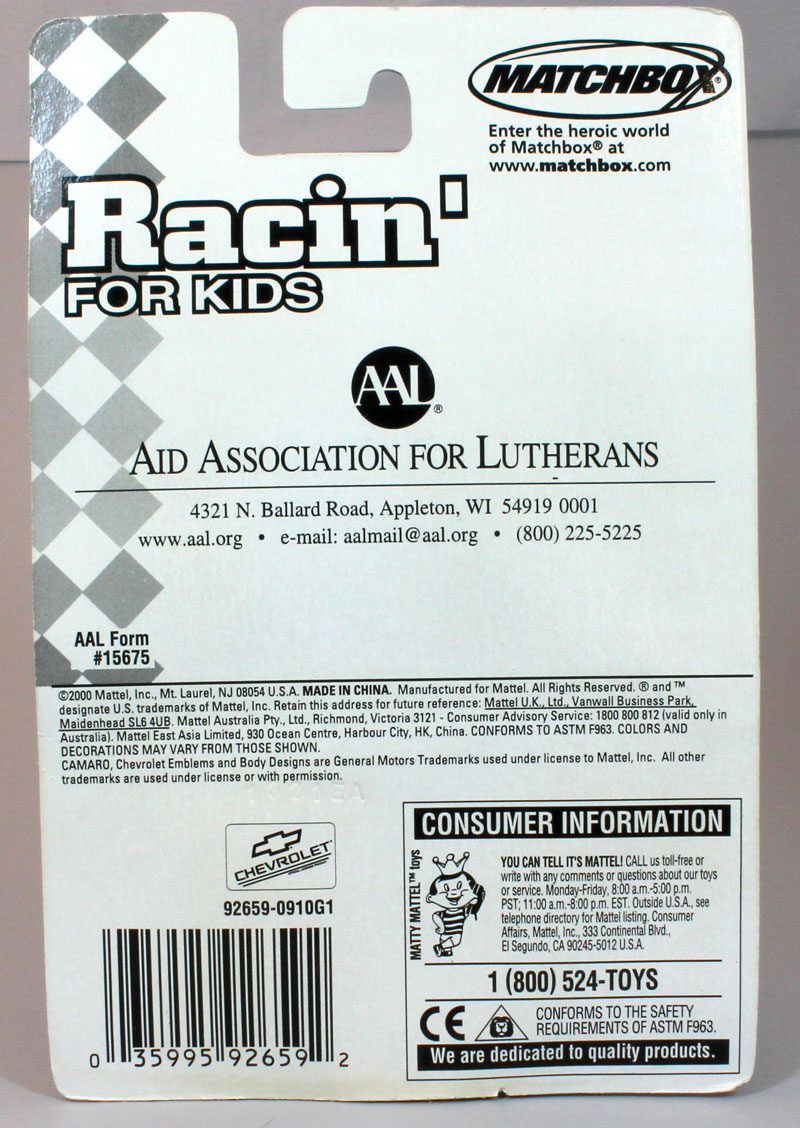 MATCHBOX®
Enter the heroic world
of Matchbox® at
www.matchbox.com
Racin'
FOR KIDS
AAL®
AID ASSOCIATION FOR LUTHERANS
4321 N. Ballard Road, Appleton, WI 54919 0001
www.aal.org • e-mail: aalmail@aal.org • (800) 225-5225
AAL Form
#15675
©2000 Mattel, Inc., Mt. Laurel, NJ 08054 U.S.A. MADE IN CHINA. Manufactured for Mattel. All Rights Reserved. ® and ™
designate U.S. trademarks of Mattel, Inc. Retain this address for future reference: Mattel U.K., Ltd., Vanwall Business Park,
Maidenhead SL6 4UB. Mattel Australia Pty., Ltd., Richmond, Victoria 3121 - Consumer Advisory Service: 1800 800 812 (valid only in
Australia). Mattel East Asia Limited, 930 Ocean Centre, Harbour City, HK, China. CONFORMS TO ASTM F963. COLORS AND
DECORATIONS MAY VARY FROM THOSE SHOWN.
CAMARO, Chevrolet Emblems and Body Designs are General Motors Trademarks used under license to Mattel, Inc. All other
trademarks are used under license or with permission.
CHEVROLET™
92659-0910G1
0 35995 92659 2
CONSUMER INFORMATION
MATTY MATTEL™ toys
YOU CAN TELL IT'S MATTEL! CALL us toll-free or
write with any comments or questions about our toys
or service. Monday-Friday, 8:00 a.m.-5:00 p.m.
PST; 11:00 a.m.-8:00 p.m. EST. Outside U.S.A., see
telephone directory for Mattel listing. Consumer
Affairs, Mattel, Inc., 333 Continental Blvd.,
El Segundo, CA 90245-5012 U.S.A.
1 (800) 524-TOYS
CE
CONFORMS TO THE SAFETY
REQUIREMENTS OF ASTM F963.
We are dedicated to quality products.